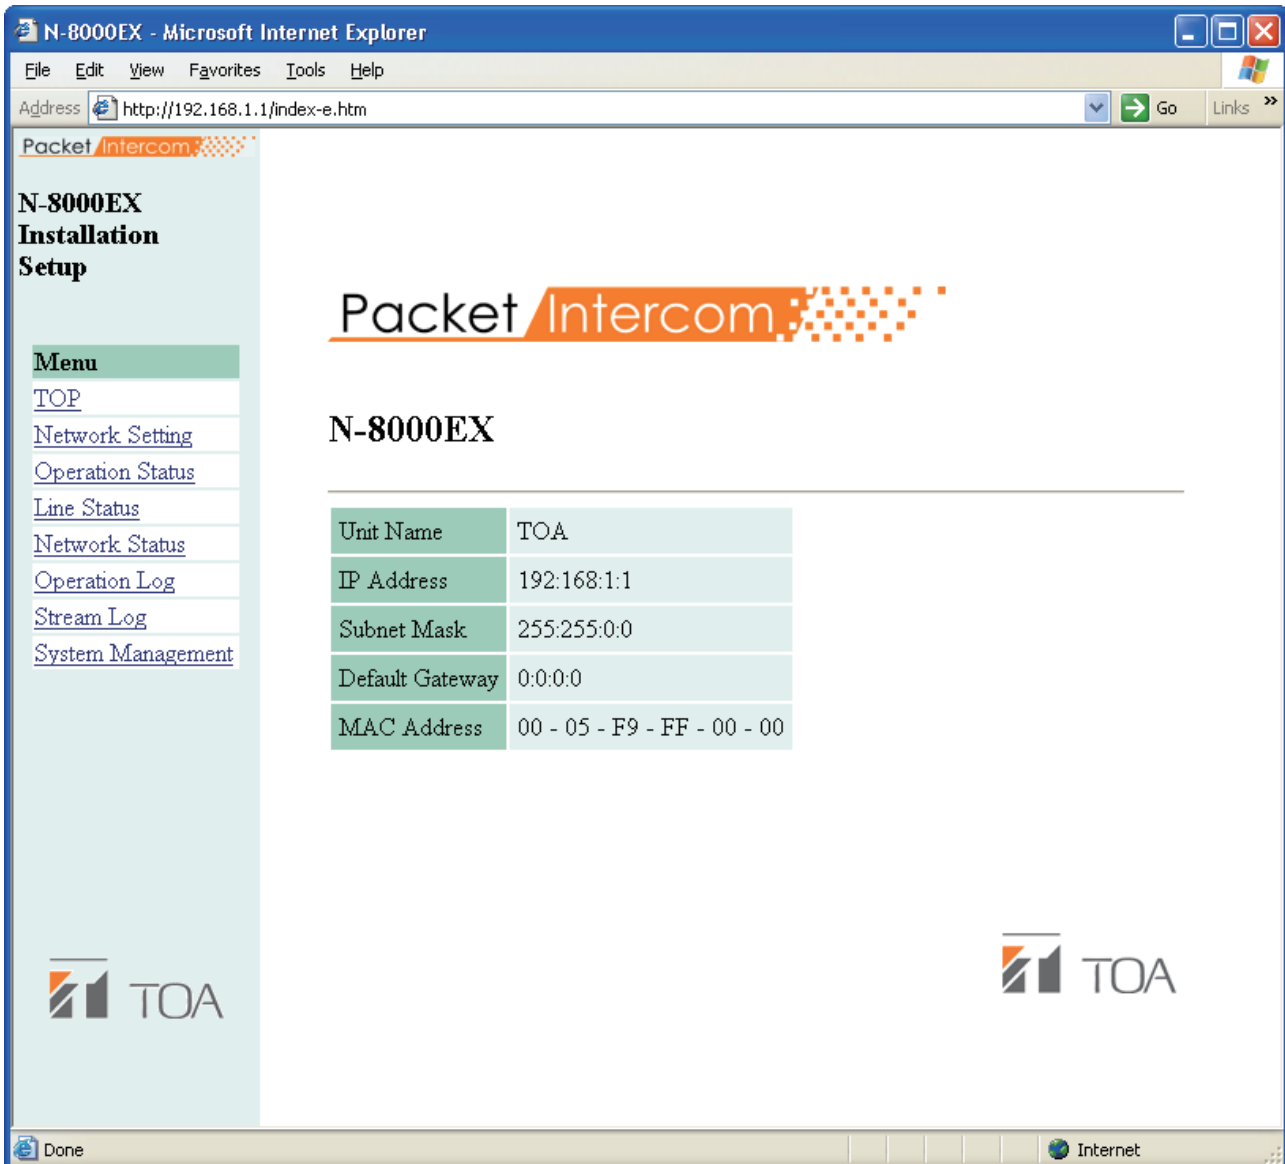 N-8000EX - Microsoft Internet Explorer
File Edit View Favorites Tools Help
Address http://192.168.1.1/index-e.htm Go Links »
Packet Intercom
N-8000EX
Installation
Setup
Menu
TOP
Network Setting
Operation Status
Line Status
Network Status
Operation Log
Stream Log
System Management
TOA
Packet Intercom
N-8000EX
Unit Name TOA
IP Address 192:168:1:1
Subnet Mask 255:255:0:0
Default Gateway 0:0:0:0
MAC Address 00 - 05 - F9 - FF - 00 - 00
TOA
Done Internet